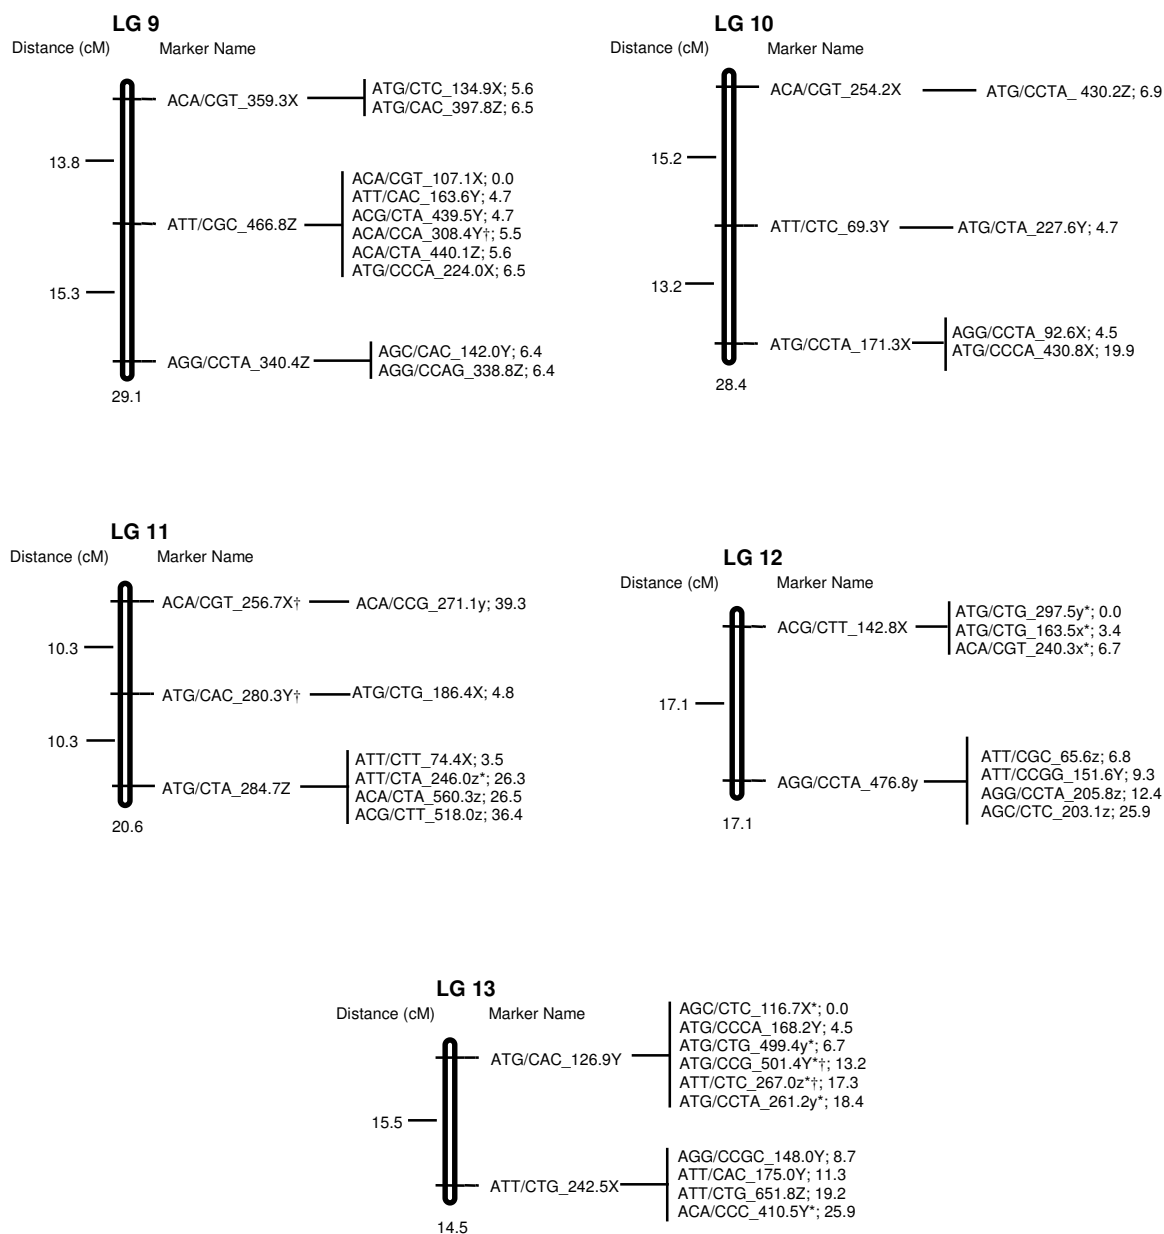 LG 9
Distance (cM) Marker Name
ACA/CGT_359.3X
ATG/CTC_134.9X; 5.6
ATG/CAC_397.8Z; 6.5
13.8
ATT/CGC_466.8Z
ACA/CGT_107.1X; 0.0
ATT/CAC_163.6Y; 4.7
ACG/CTA_439.5Y; 4.7
ACA/CCA_308.4Y†; 5.5
ACA/CTA_440.1Z; 5.6
ATG/CCCA_224.0X; 6.5
15.3
AGG/CCTA_340.4Z
AGC/CAC_142.0Y; 6.4
AGG/CCAG_338.8Z; 6.4
29.1
LG 10
Distance (cM) Marker Name
ACA/CGT_254.2X
ATG/CCTA_ 430.2Z; 6.9
15.2
ATT/CTC_69.3Y
ATG/CTA_227.6Y; 4.7
13.2
ATG/CCTA_171.3X
AGG/CCTA_92.6X; 4.5
ATG/CCCA_430.8X; 19.9
28.4
LG 11
Distance (cM) Marker Name
ACA/CGT_256.7X†
ACA/CCG_271.1y; 39.3
10.3
ATG/CAC_280.3Y†
ATG/CTG_186.4X; 4.8
10.3
ATG/CTA_284.7Z
ATT/CTT_74.4X; 3.5
ATT/CTA_246.0z*; 26.3
ACA/CTA_560.3z; 26.5
ACG/CTT_518.0z; 36.4
20.6
LG 12
Distance (cM) Marker Name
ACG/CTT_142.8X
ATG/CTG_297.5y*; 0.0
ATG/CTG_163.5x*; 3.4
ACA/CGT_240.3x*; 6.7
17.1
AGG/CCTA_476.8y
ATT/CGC_65.6z; 6.8
ATT/CCGG_151.6Y; 9.3
AGG/CCTA_205.8z; 12.4
AGC/CTC_203.1z; 25.9
17.1
LG 13
Distance (cM) Marker Name
ATG/CAC_126.9Y
AGC/CTC_116.7X*; 0.0
ATG/CCCA_168.2Y; 4.5
ATG/CTG_499.4y*; 6.7
ATG/CCG_501.4Y*†; 13.2
ATT/CTC_267.0z*†; 17.3
ATG/CCTA_261.2y*; 18.4
15.5
ATT/CTG_242.5X
AGG/CCGC_148.0Y; 8.7
ATT/CAC_175.0Y; 11.3
ATT/CTG_651.8Z; 19.2
ACA/CCC_410.5Y*; 25.9
14.5